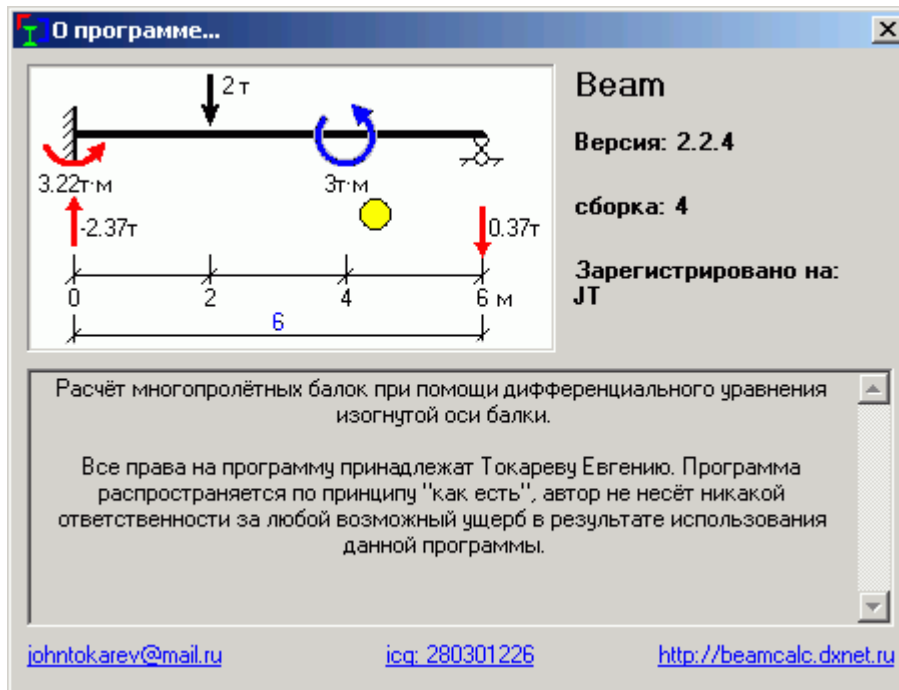 О программе...
2 т
3.22т·м
3т·м
-2.37т
0.37т
0 2 4 6 м
6
Beam
Версия: 2.2.4
сборка: 4
Зарегистрировано на:
JT
Расчёт многопролётных балок при помощи дифференциального уравнения
изогнутой оси балки.
Все права на программу принадлежат Токареву Евгению. Программа
распространяется по принципу "как есть", автор не несёт никакой
ответственности за любой возможный ущерб в результате использования
данной программы.
johntokarev@mail.ru
icq: 280301226
http://beamcalc.dxnet.ru